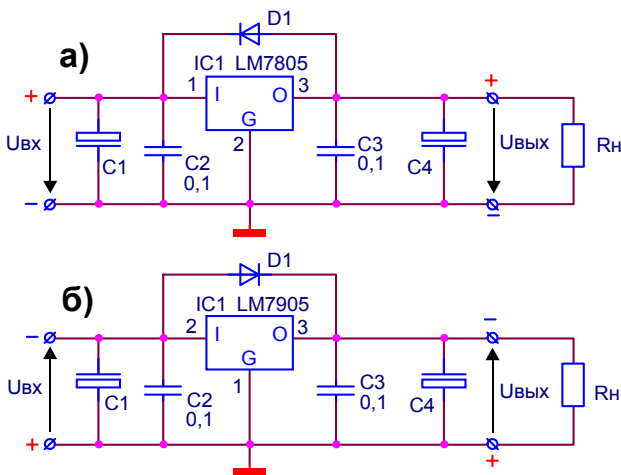 D1
а)
IC1 LM7805
+ 1 I O 3 +
G
Uвх
C1
2
C2
0,1
C3
0,1
C4
Uвых
Rн
–
–
D1
б)
IC1 LM7905
– 2 I O 3 –
G
Uвх
C1
1
C2
0,1
C3
0,1
C4
Uвых
Rн
+
+